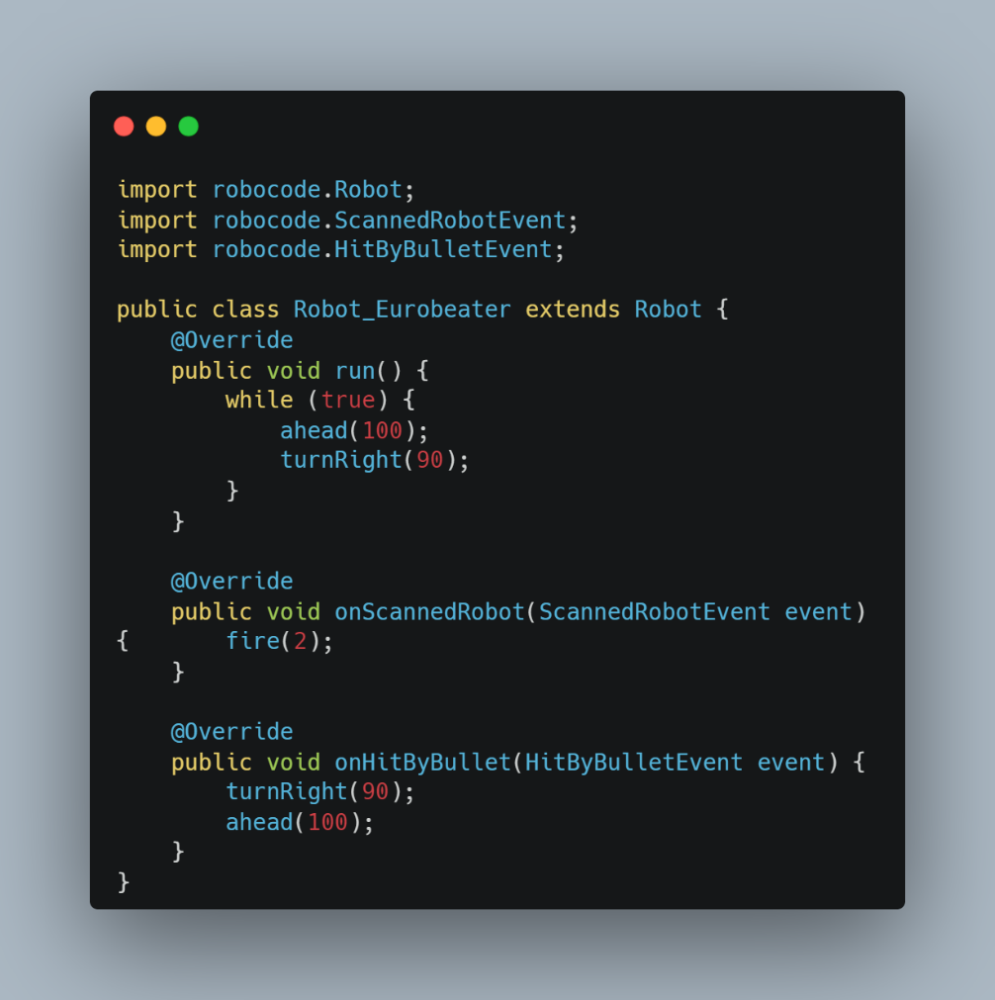 import robocode.Robot;
import robocode.ScannedRobotEvent;
import robocode.HitByBulletEvent;

public class Robot_Eurobeater extends Robot {
    @Override
    public void run() {
        while (true) {
            ahead(100);
            turnRight(90);
        }
    }

    @Override
    public void onScannedRobot(ScannedRobotEvent event)
{       fire(2);
    }

    @Override
    public void onHitByBullet(HitByBulletEvent event) {
        turnRight(90);
        ahead(100);
    }
}